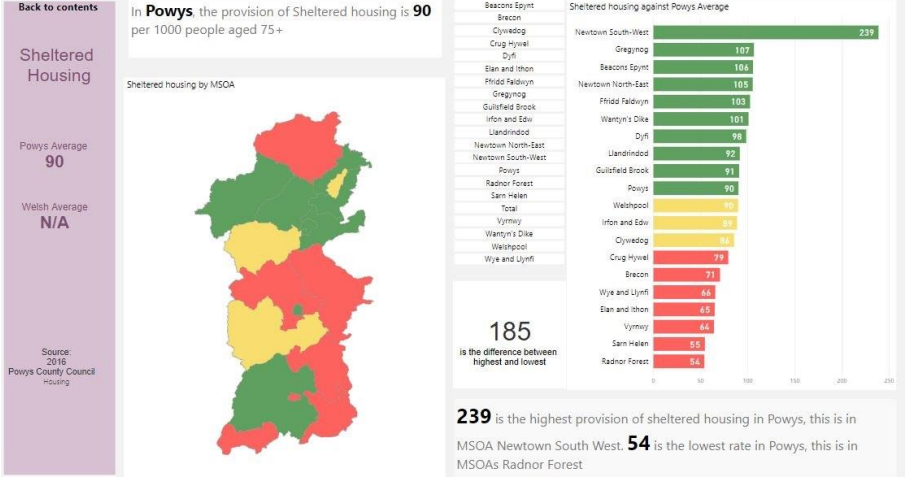 Back to contents
Sheltered
Housing
Powys Average
90
Welsh Average
N/A
Source:
2016
Powys County Council
Housing
In Powys, the provision of Sheltered housing is 90
per 1000 people aged 75+
Sheltered housing by MSOA
Beacons Epynt
Brecon
Clywedog
Crug Hywel
Dyfi
Elan and Ithon
Ffridd Faldwyn
Gregynog
Guilsfield Brook
Irfon and Edw
Llandrindod
Newtown North-East
Newtown South-West
Powys
Radnor Forest
Sarn Helen
Total
Vyrnwy
Wantyn's Dike
Welshpool
Wye and Llynfi
185
is the difference between
highest and lowest
Sheltered housing against Powys Average
Newtown South-West 239
Gregynog 107
Beacons Epynt 106
Newtown North-East 105
Ffridd Faldwyn 103
Wantyn's Dike 101
Dyfi 98
Llandrindod 92
Guilsfield Brook 91
Powys 90
Welshpool 90
Irfon and Edw 89
Clywedog 86
Crug Hywel 79
Brecon 71
Wye and Llynfi 66
Elan and Ithon 65
Vyrnwy 64
Sarn Helen 55
Radnor Forest 54
0 50 100 150 200 250
239 is the highest provision of sheltered housing in Powys, this is in
MSOA Newtown South West. 54 is the lowest rate in Powys, this is in
MSOAs Radnor Forest